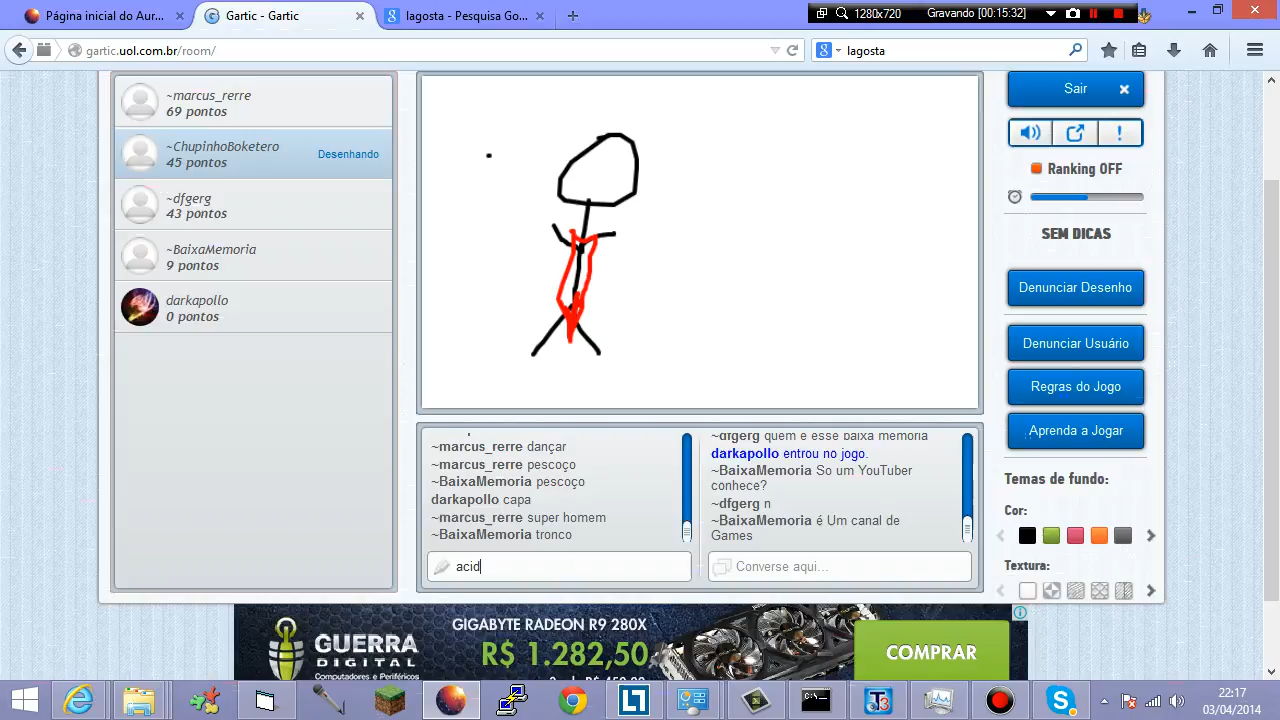 Página inicial do Aur...
Gartic - Gartic
lagosta - Pesquisa Go...
1280x720
Gravando [00:15:32]
gartic.uol.com.br/room/
lagosta
~marcus_rerre
69 pontos
~ChupinhoBoketero
45 pontos
Desenhando
~dfgerg
43 pontos
~BaixaMemoria
9 pontos
darkapollo
0 pontos
Sair
Ranking OFF
SEM DICAS
Denunciar Desenho
Denunciar Usuário
Regras do Jogo
Aprenda a Jogar
Temas de fundo:
Cor:
Textura:
~marcus_rerre dançar
~marcus_rerre pescoço
~BaixaMemoria pescoço
darkapollo capa
~marcus_rerre super homem
~BaixaMemoria tronco
acid
~dfgerg quem e esse baixa memoria
darkapollo entrou no jogo.
~BaixaMemoria So um YouTuber
conhece?
~dfgerg n
~BaixaMemoria é Um canal de
Games
Converse aqui...
GUERRA
DIGITAL
Computadores e Periféricos
GIGABYTE RADEON R9 280X
R$ 1.282,50
COMPRAR
22:17
03/04/2014